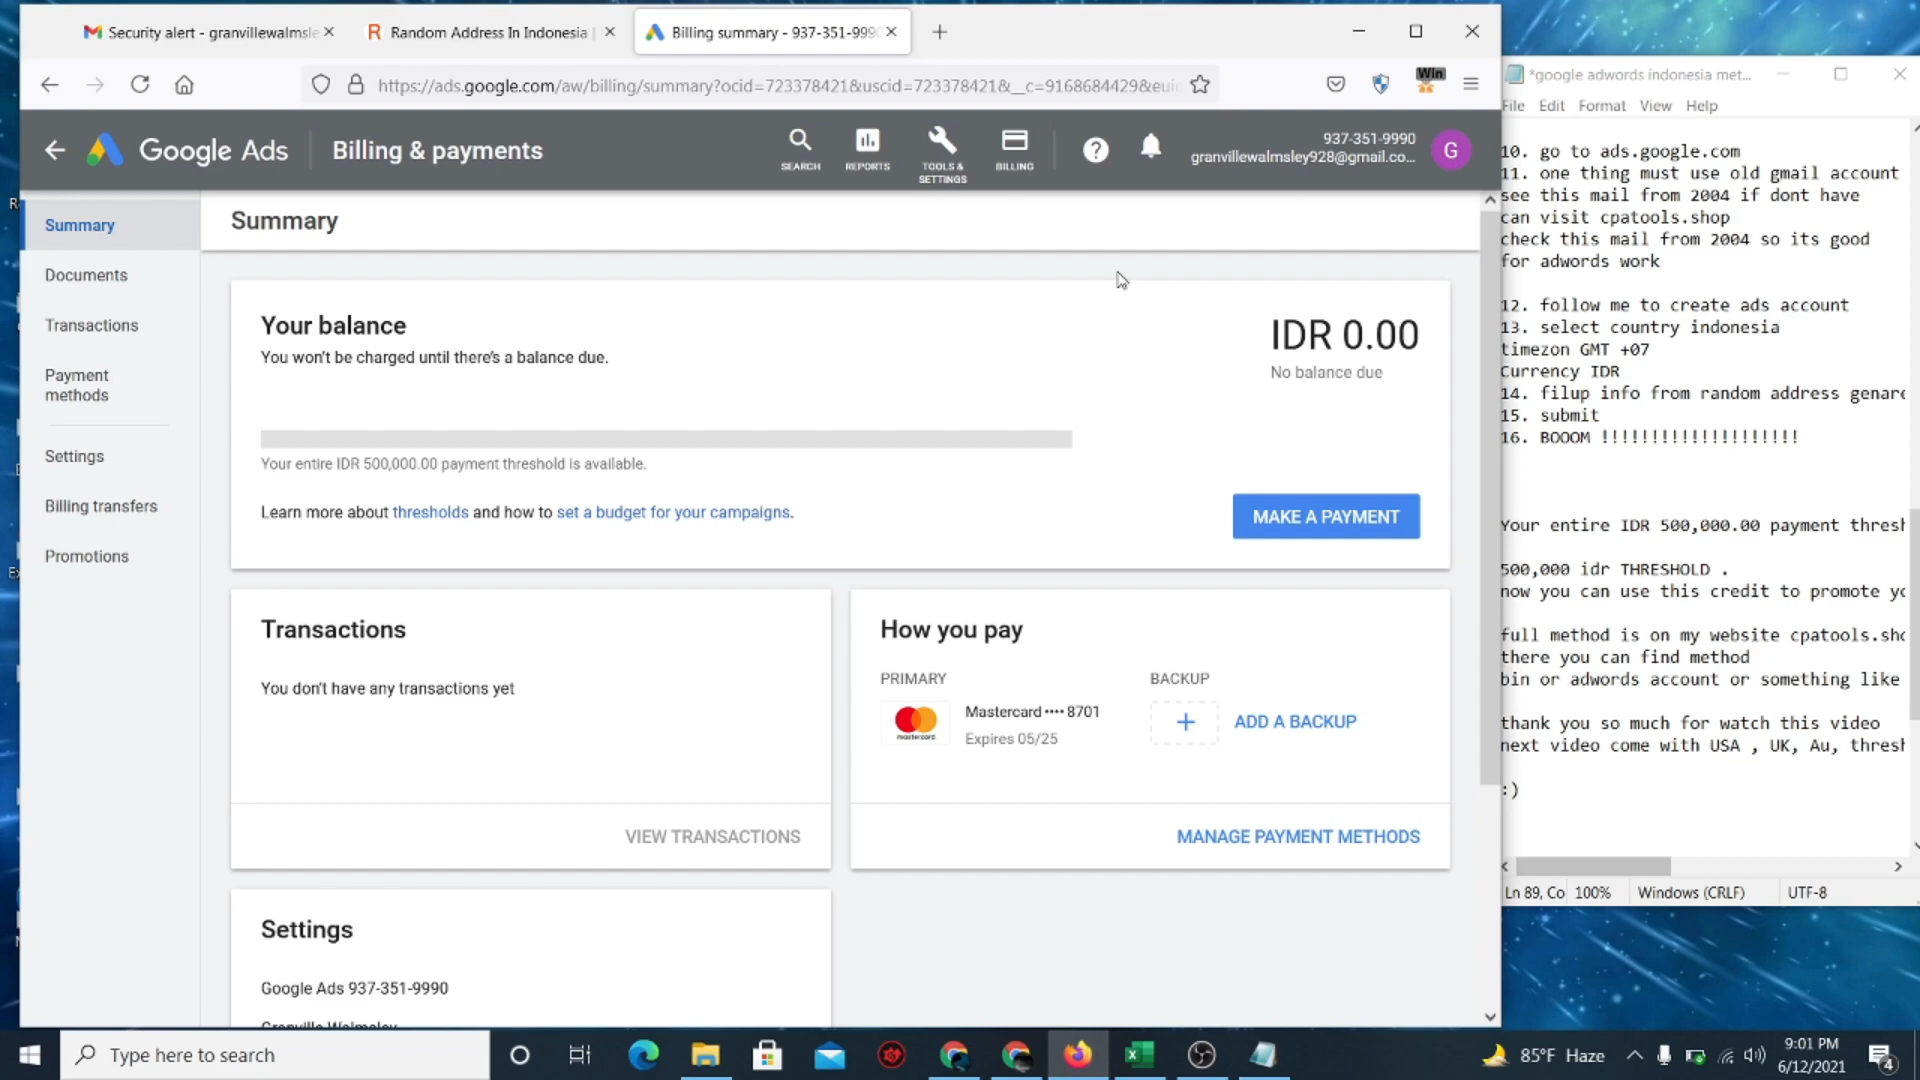 Security alert - granvillewalmsle
Random Address In Indonesia |
Billing summary - 937-351-9990
https://ads.google.com/aw/billing/summary?ocid=723378421&uscid=723378421&__c=9168684429&euid
Win
Google Ads
Billing & payments
SEARCH
REPORTS
TOOLS & SETTINGS
BILLING
937-351-9990
granvillewalmsley928@gmail.co...
G
Summary
Documents
Transactions
Payment
methods
Settings
Billing transfers
Promotions
Summary
Your balance
You won't be charged until there's a balance due.
IDR 0.00
No balance due
Your entire IDR 500,000.00 payment threshold is available.
Learn more about thresholds and how to set a budget for your campaigns.
MAKE A PAYMENT
Transactions
You don't have any transactions yet
VIEW TRANSACTIONS
How you pay
PRIMARY
Mastercard •••• 8701
Expires 05/25
mastercard
BACKUP
ADD A BACKUP
MANAGE PAYMENT METHODS
Settings
Google Ads 937-351-9990
Granville Walmsley
*google adwords indonesia met...
File Edit Format View Help
10. go to ads.google.com
11. one thing must use old gmail account
see this mail from 2004 if dont have
can visit cpatools.shop
check this mail from 2004 so its good
for adwords work
12. follow me to create ads account
13. select country indonesia
timezon GMT +07
Currency IDR
14. filup info from random address genare
15. submit
16. BOOOM !!!!!!!!!!!!!!!!!!!!
Your entire IDR 500,000.00 payment thresh
500,000 idr THRESHOLD .
now you can use this credit to promote yo
full method is on my website cpatools.sho
there you can find method
bin or adwords account or something like
thank you so much for watch this video
next video come with USA , UK, Au, thresh
:)
Ln 89, Co 100% Windows (CRLF) UTF-8
Type here to search
85°F Haze
9:01 PM
6/12/2021
4